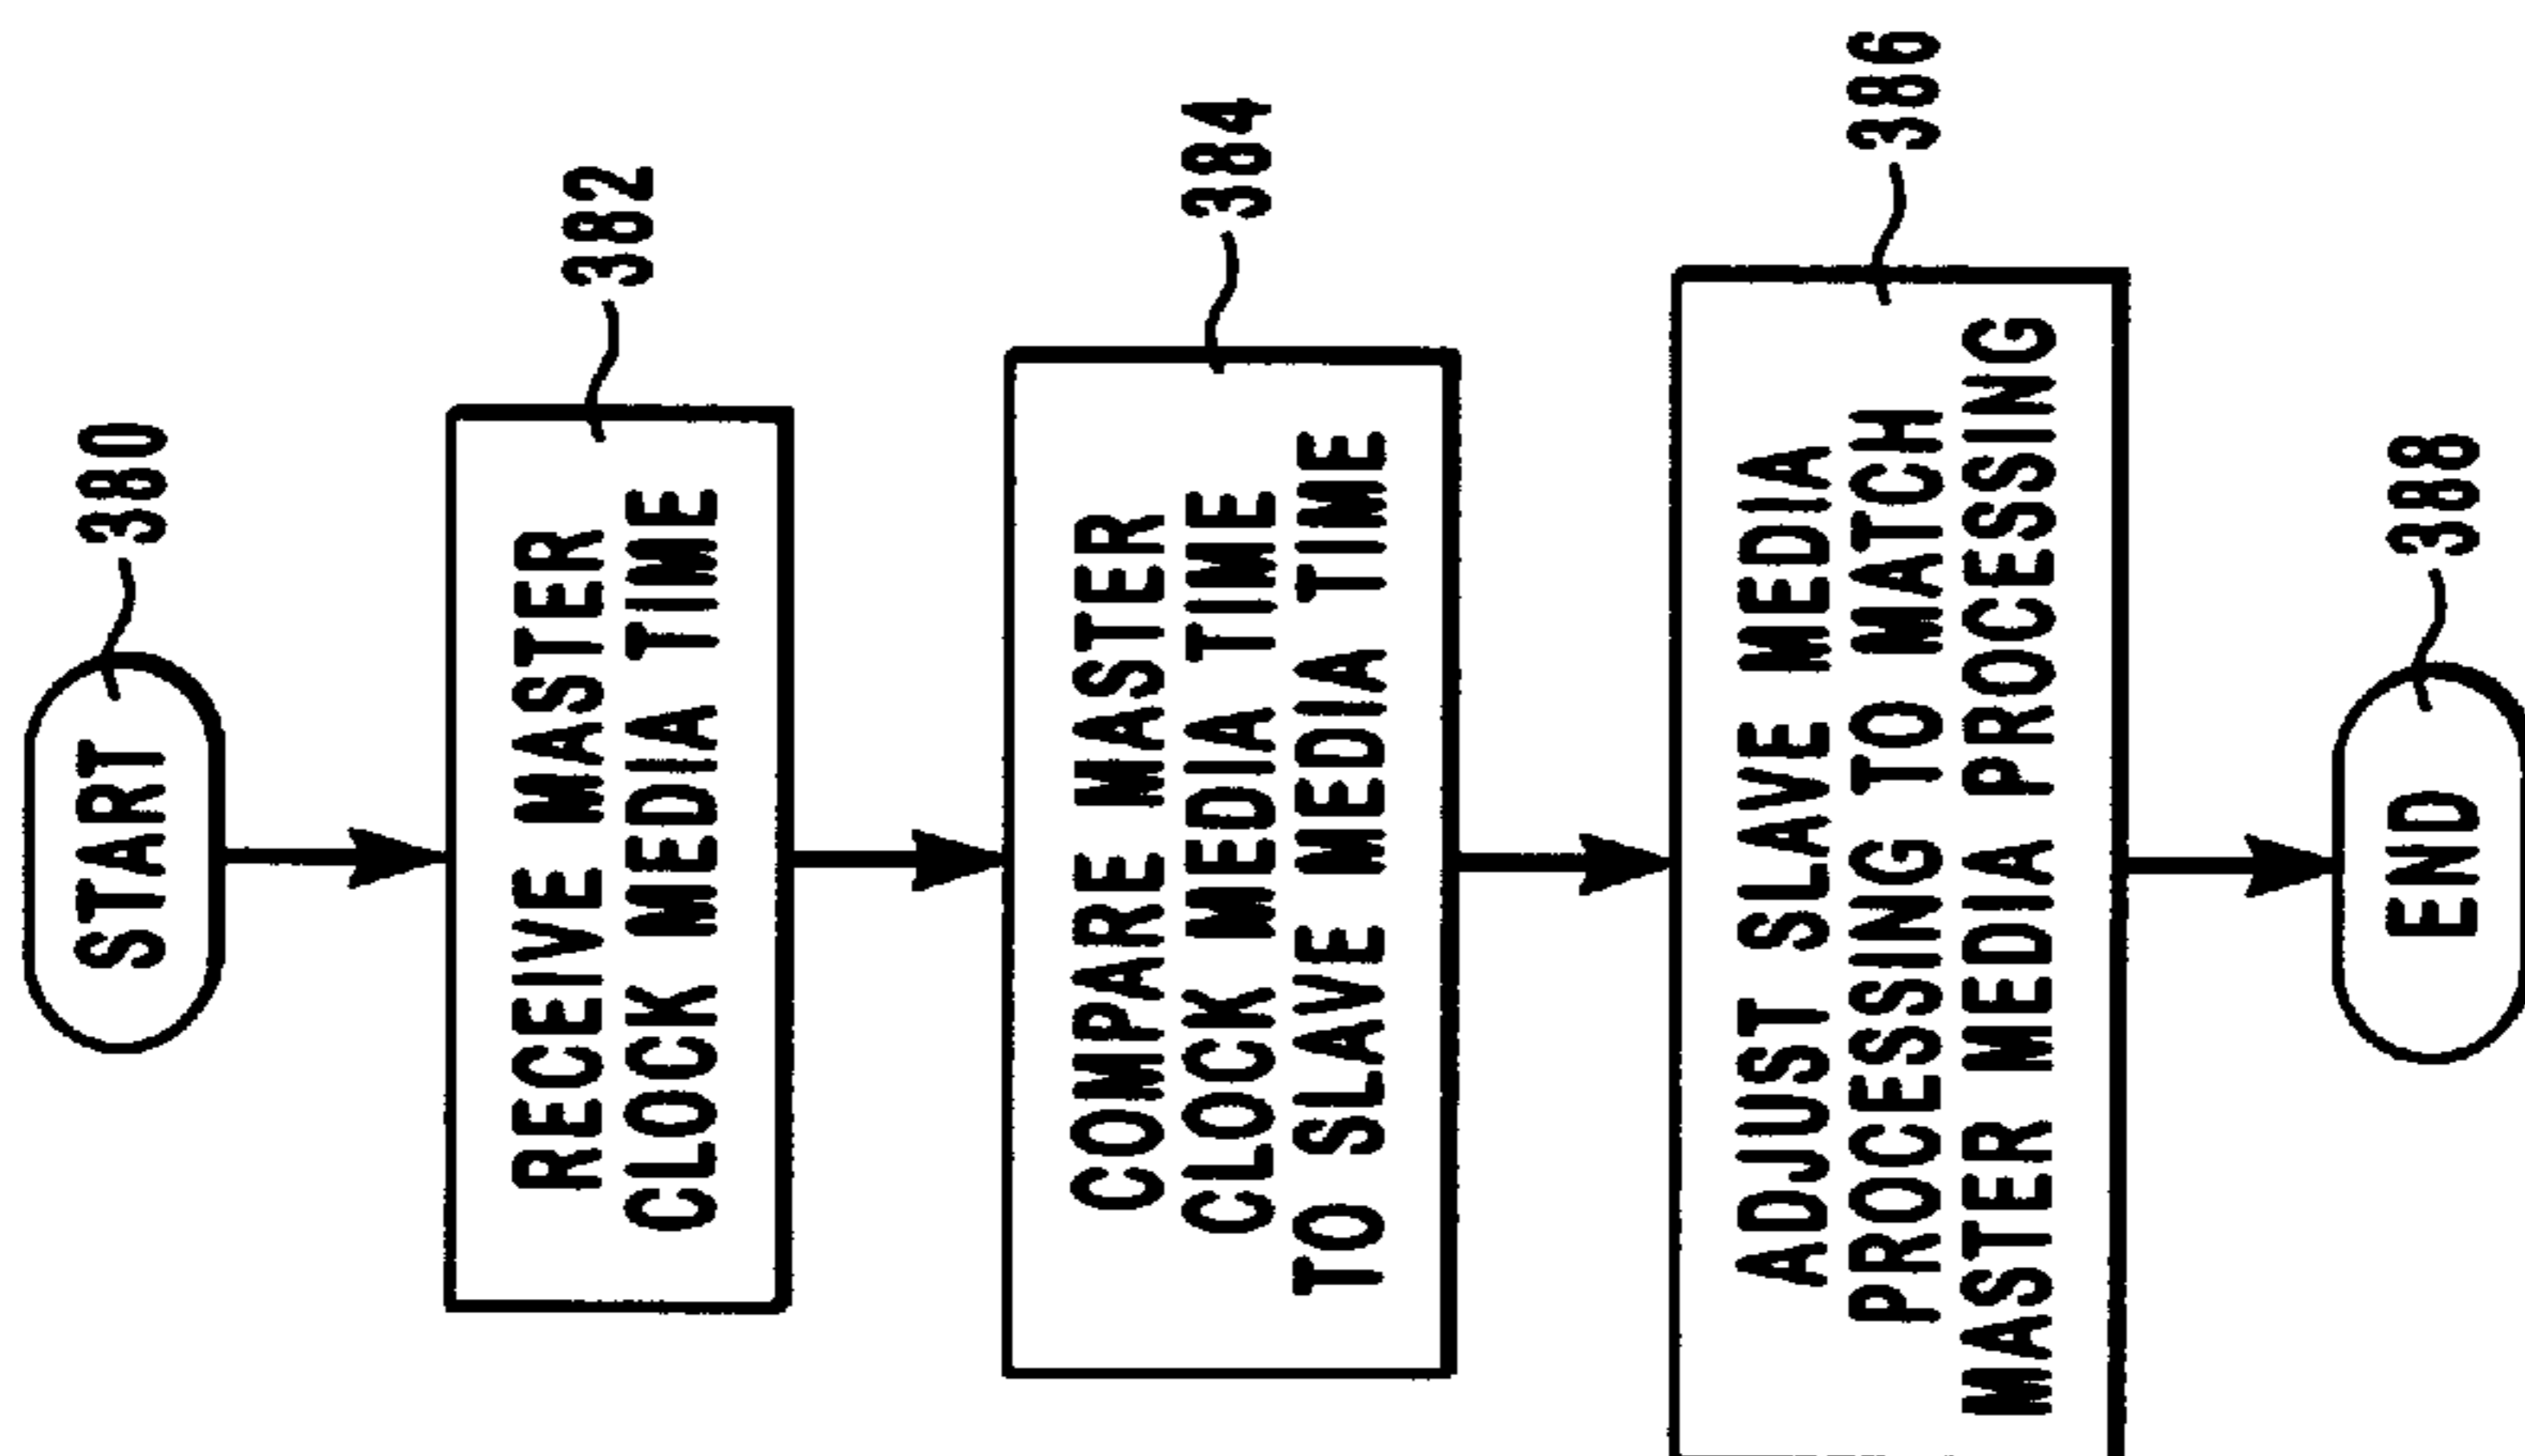 START
380
RECEIVE MASTER
CLOCK MEDIA TIME
382
COMPARE MASTER
CLOCK MEDIA TIME
TO SLAVE MEDIA TIME
384
ADJUST SLAVE MEDIA
PROCESSING TO MATCH
MASTER MEDIA PROCESSING
386
END
388